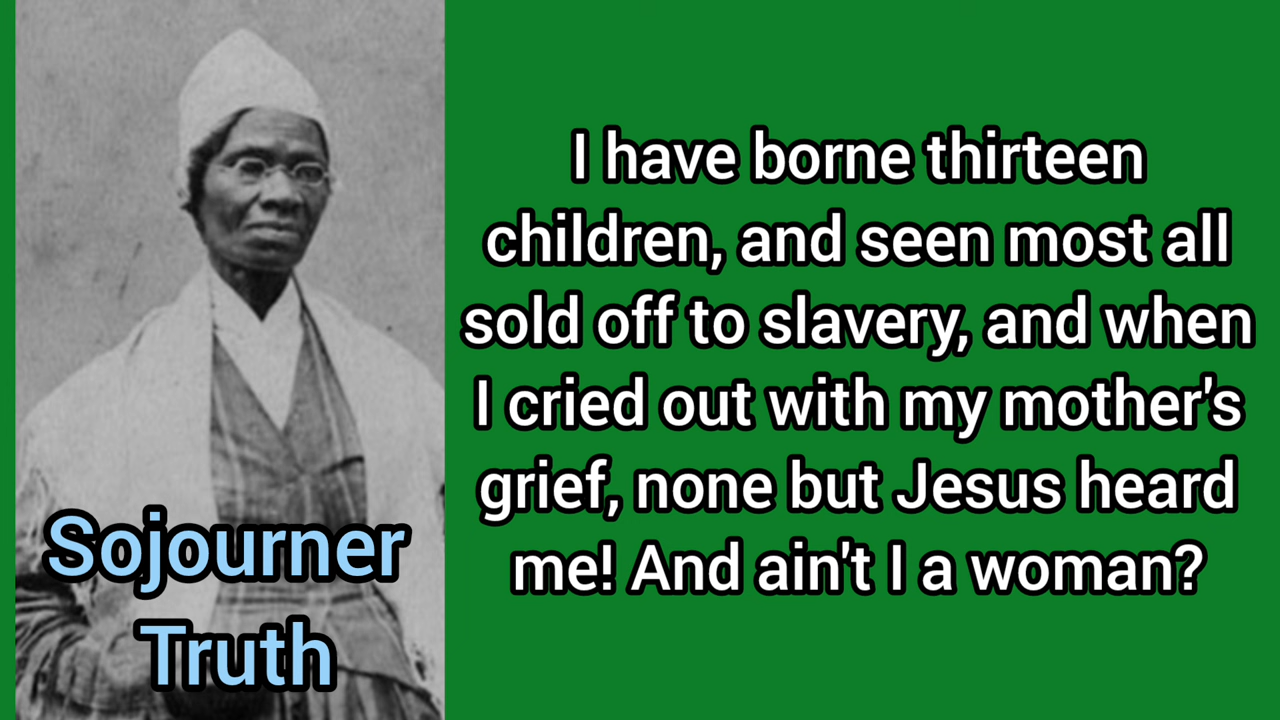 I have borne thirteen
children, and seen most all
sold off to slavery, and when
I cried out with my mother's
grief, none but Jesus heard
me! And ain't I a woman?
Sojourner
Truth